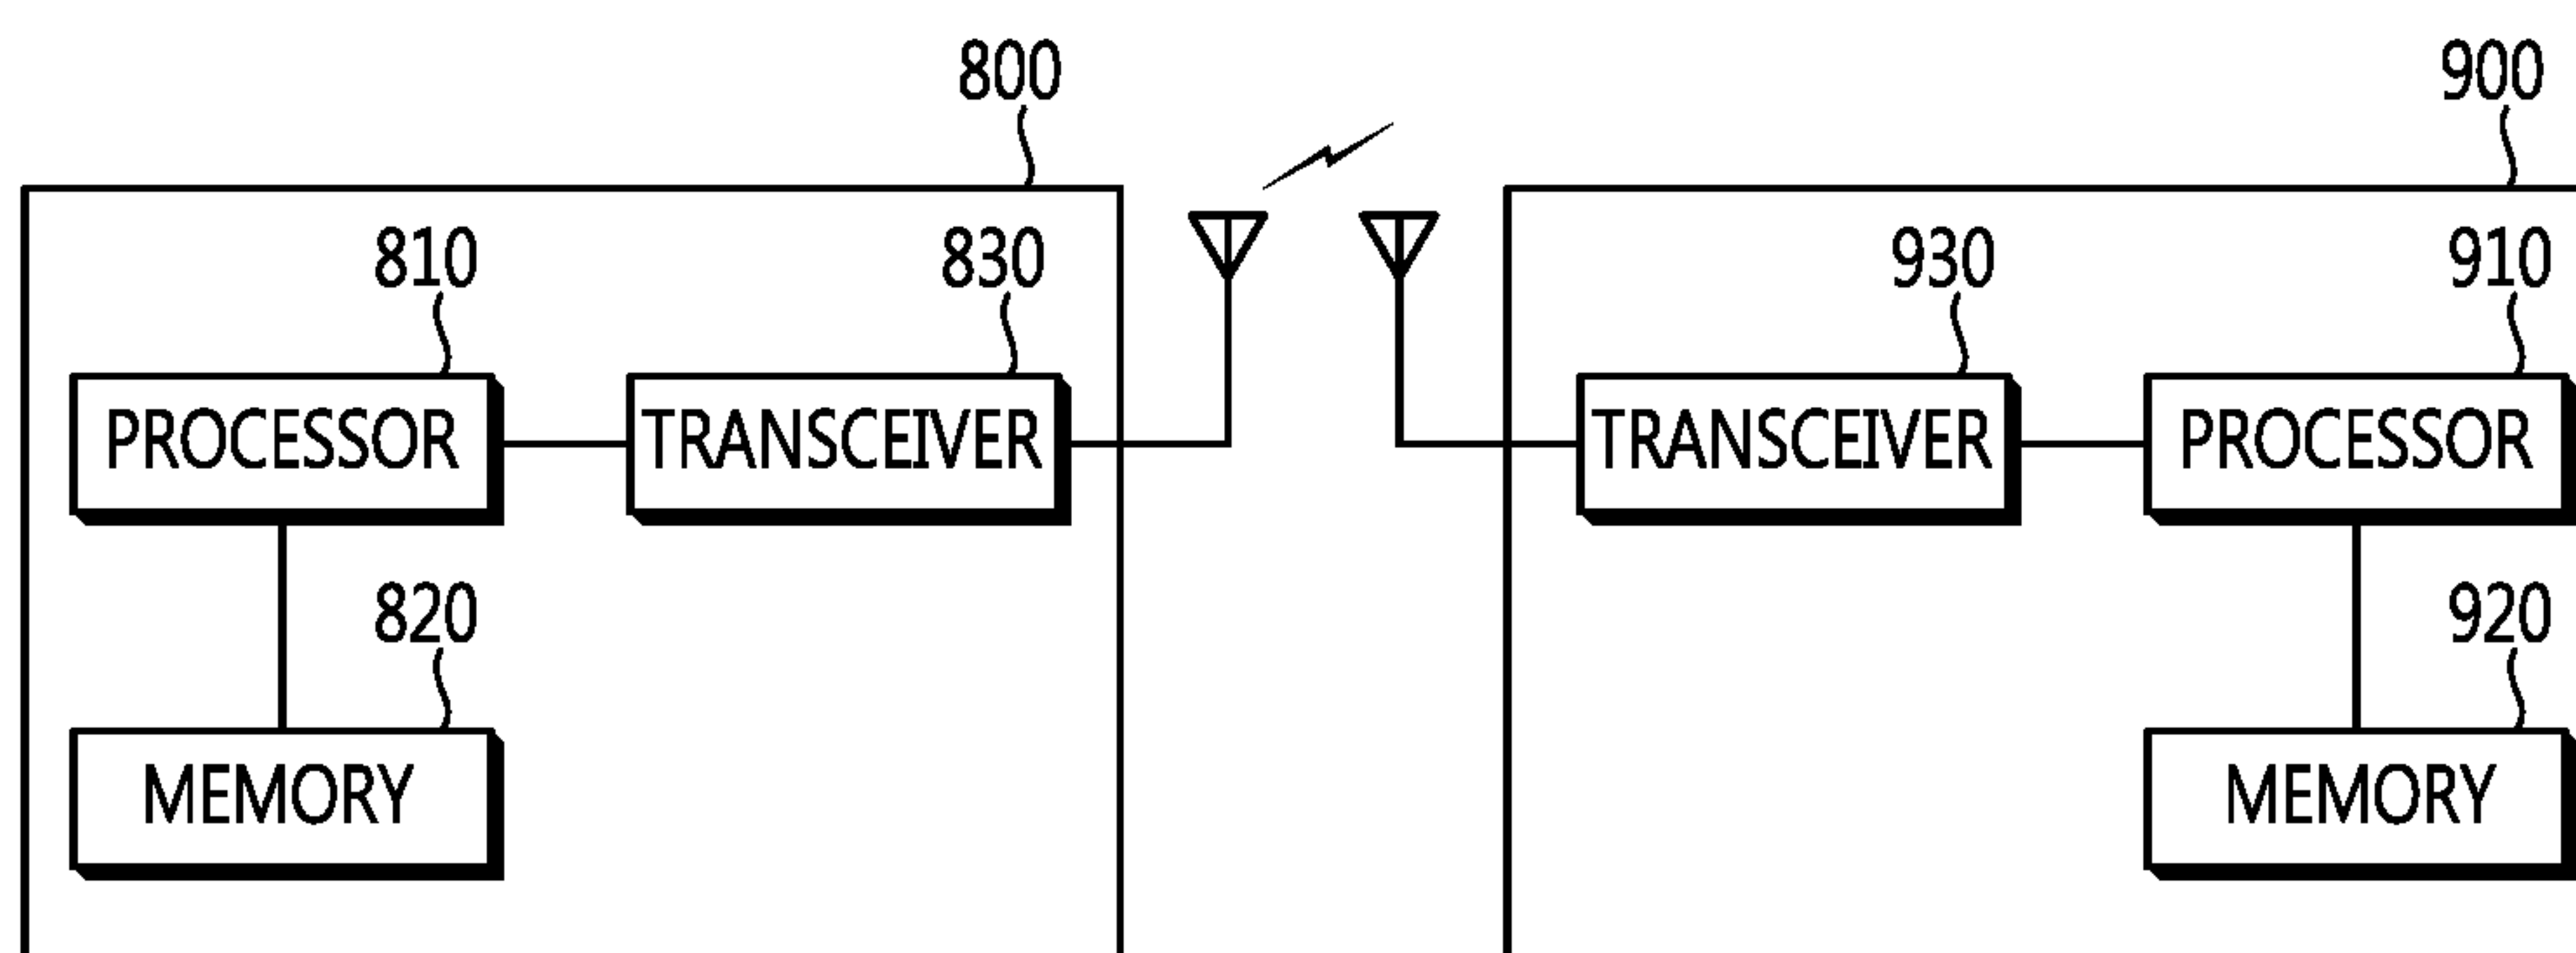 800 900
810 830 930 910
PROCESSOR TRANSCEIVER TRANSCEIVER PROCESSOR
820 920
MEMORY MEMORY